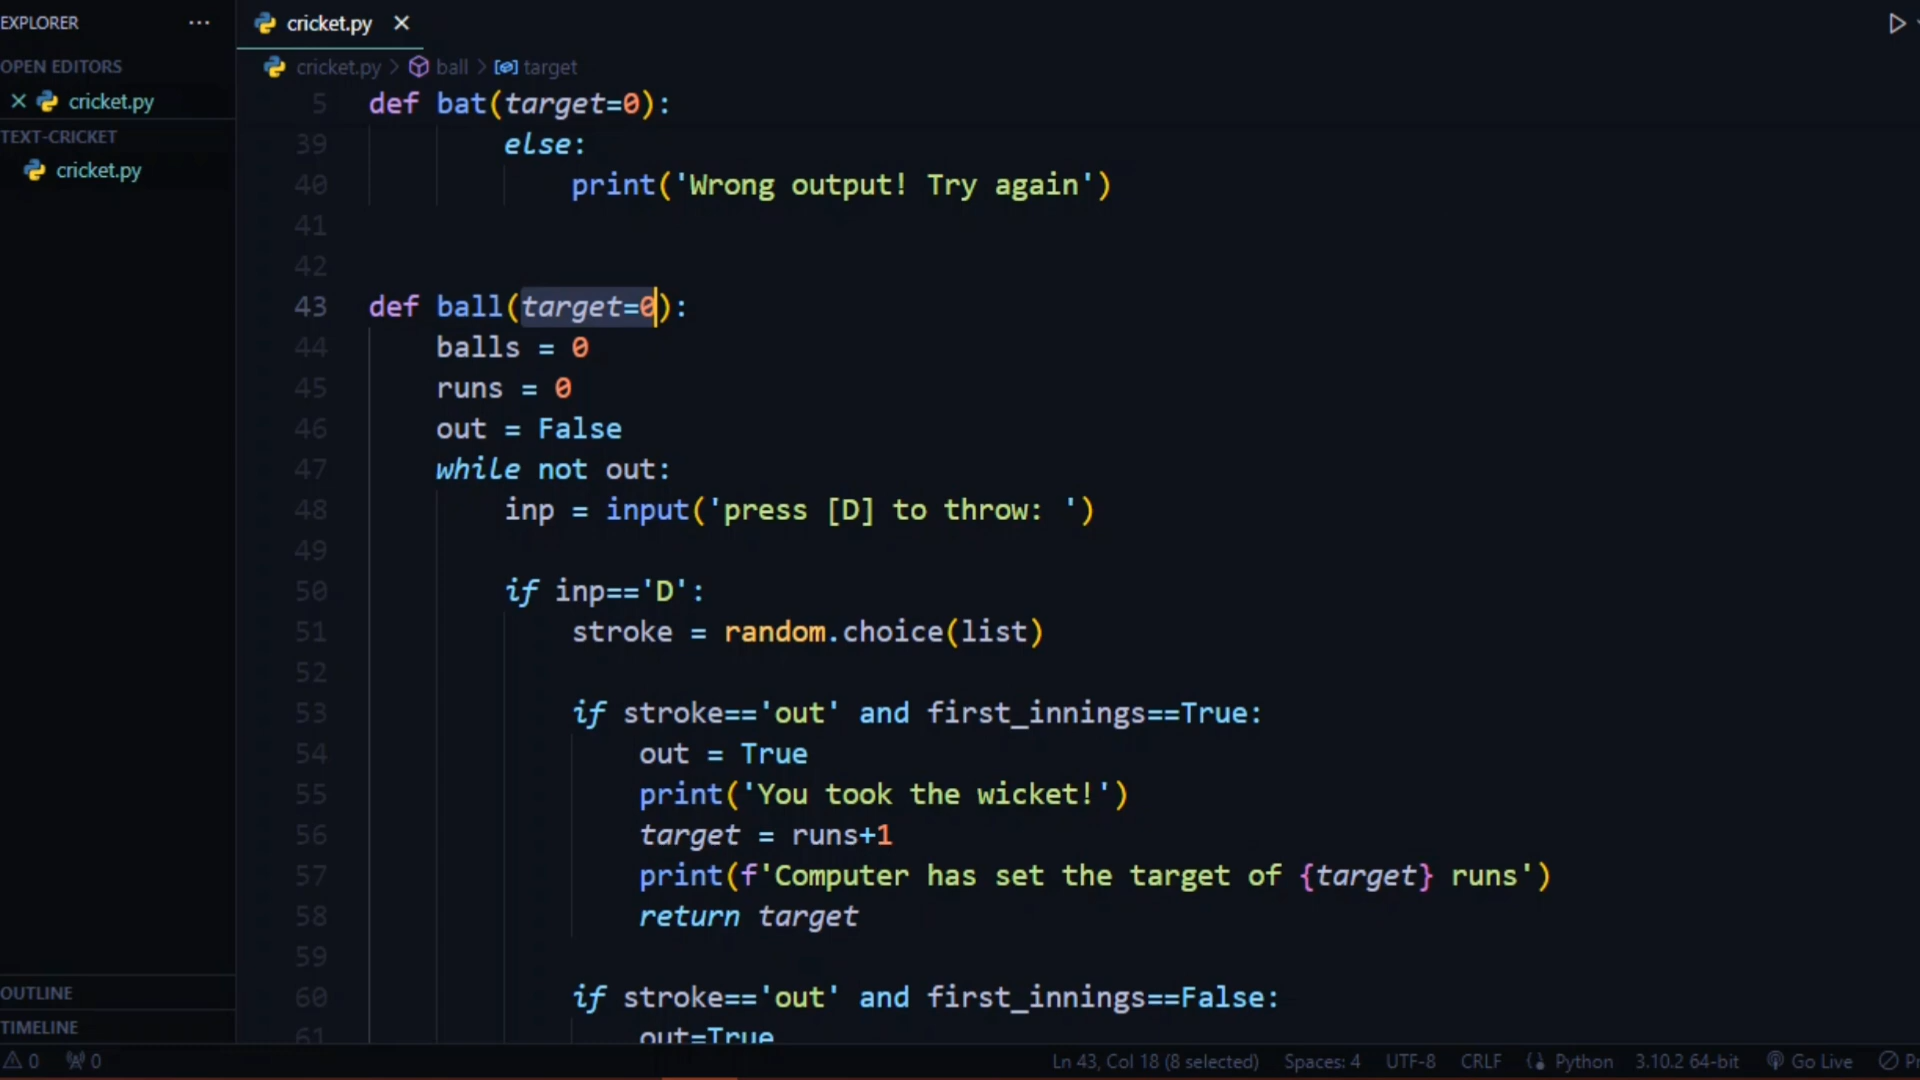 EXPLORER ...
cricket.py
OPEN EDITORS
cricket.py > ball > target
cricket.py
TEXT-CRICKET
cricket.py
5 def bat(target=0):
39 else:
40 print('Wrong output! Try again')
41
42
43 def ball(target=0):
44 balls = 0
45 runs = 0
46 out = False
47 while not out:
48 inp = input('press [D] to throw: ')
49
50 if inp=='D':
51 stroke = random.choice(list)
52
53 if stroke=='out' and first_innings==True:
54 out = True
55 print('You took the wicket!')
56 target = runs+1
57 print(f'Computer has set the target of {target} runs')
58 return target
59
60 if stroke=='out' and first_innings==False:
61 out=True
OUTLINE
TIMELINE
0 0 Ln 43, Col 18 (8 selected) Spaces: 4 UTF-8 CRLF Python 3.10.2 64-bit Go Live